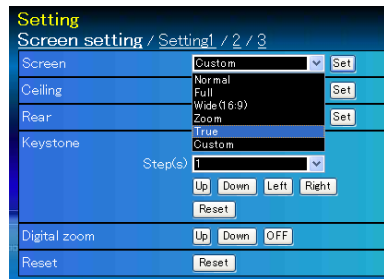 Setting
Screen setting / Setting1 / 2 / 3
Screen Custom Set
Normal
Full
Wide(16:9)
Zoom
True
Custom
Ceiling Set
Rear Set
Keystone
Step(s) 1
Up Down Left Right
Reset
Digital zoom Up Down OFF
Reset Reset